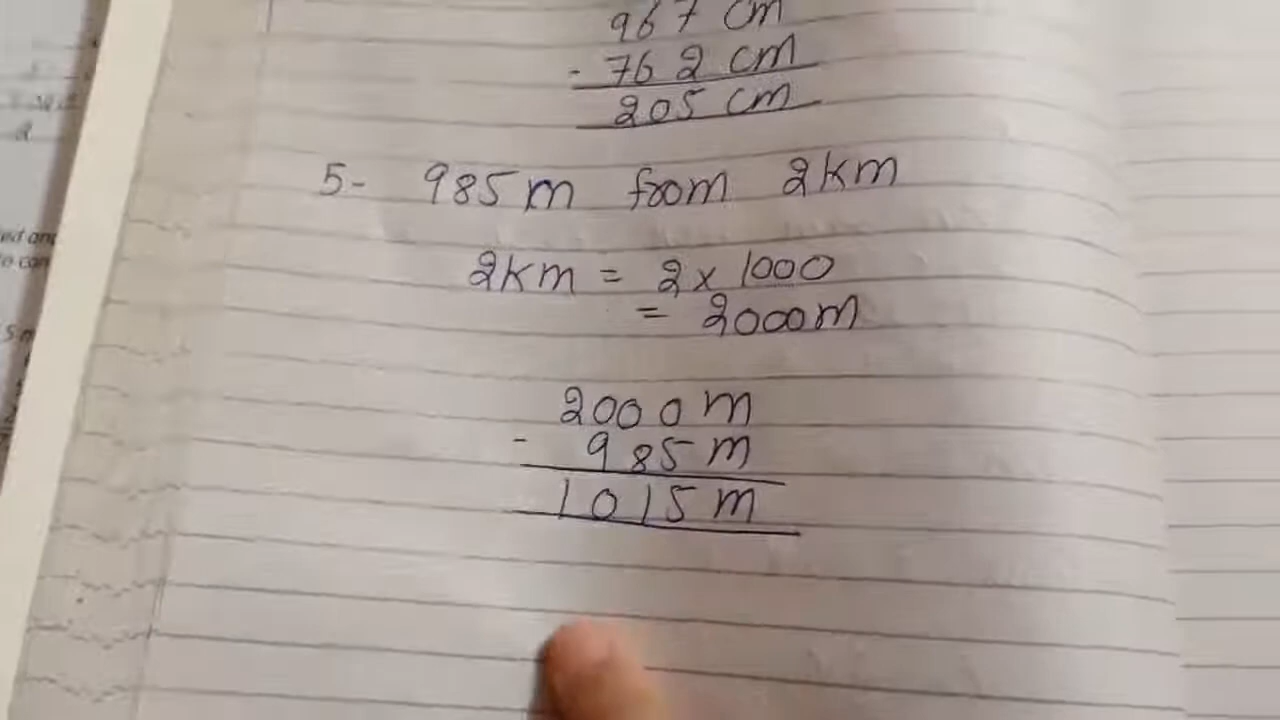 967 cm
- 762 cm
205 cm
5- 985 m from 2 km
2 km = 2 x 1000
= 2000 m
2000 m
- 985 m
1015 m